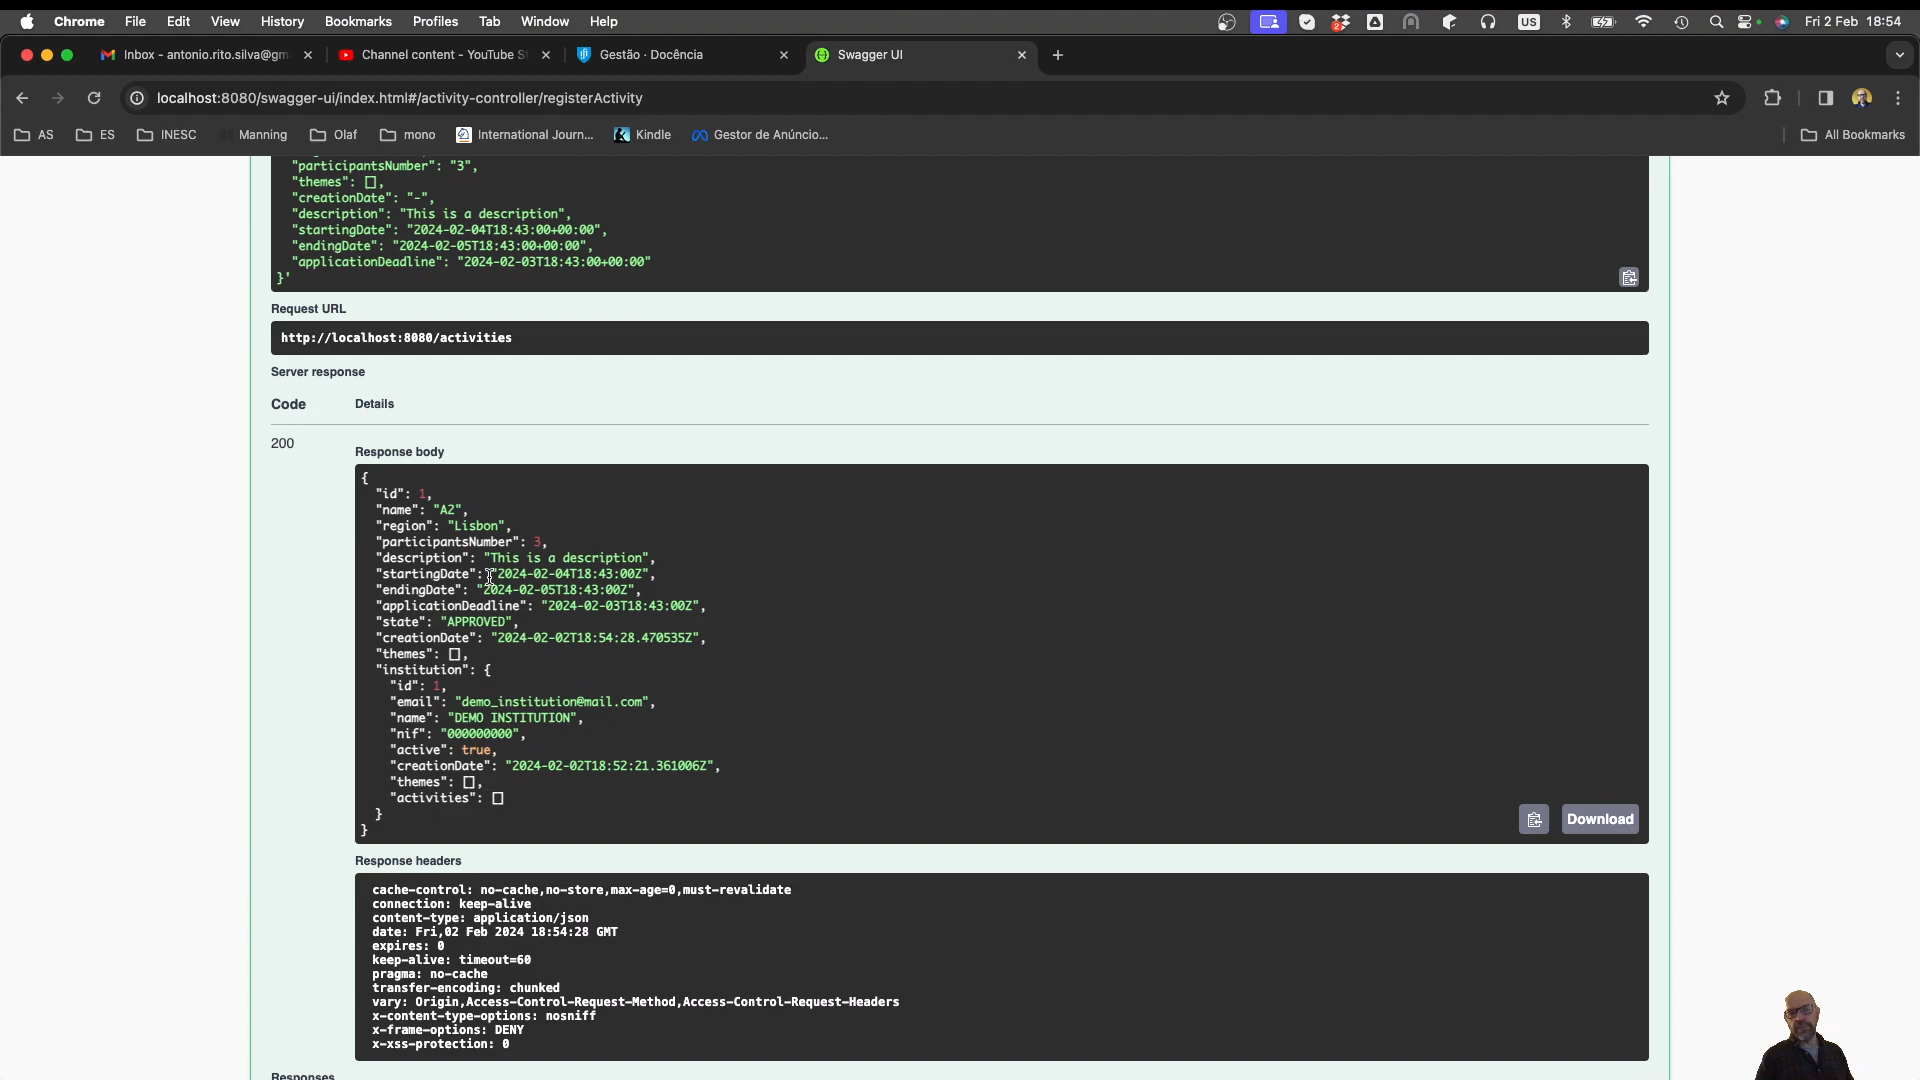 Chrome File Edit View History Bookmarks Profiles Tab Window Help US Fri 2 Feb 18:54
Inbox - antonio.rito.silva@gm Channel content - YouTube St Gestão · Docência Swagger UI
localhost:8080/swagger-ui/index.html#/activity-controller/registerActivity
AS ES INESC Manning Olaf mono International Journ... Kindle Gestor de Anúncio... All Bookmarks
"participantsNumber": "3",
"themes": [],
"creationDate": "-",
"description": "This is a description",
"startingDate": "2024-02-04T18:43:00+00:00",
"endingDate": "2024-02-05T18:43:00+00:00",
"applicationDeadline": "2024-02-03T18:43:00+00:00"
}'
Request URL
http://localhost:8080/activities
Server response
Code Details
200
Response body
{
"id": 1,
"name": "A2",
"region": "Lisbon",
"participantsNumber": 3,
"description": "This is a description",
"startingDate": "2024-02-04T18:43:00Z",
"endingDate": "2024-02-05T18:43:00Z",
"applicationDeadline": "2024-02-03T18:43:00Z",
"state": "APPROVED",
"creationDate": "2024-02-02T18:54:28.470535Z",
"themes": [],
"institution": {
"id": 1,
"email": "demo_institution@mail.com",
"name": "DEMO INSTITUTION",
"nif": "000000000",
"active": true,
"creationDate": "2024-02-02T18:52:21.361006Z",
"themes": [],
"activities": []
}
}
Download
Response headers
cache-control: no-cache,no-store,max-age=0,must-revalidate
connection: keep-alive
content-type: application/json
date: Fri,02 Feb 2024 18:54:28 GMT
expires: 0
keep-alive: timeout=60
pragma: no-cache
transfer-encoding: chunked
vary: Origin,Access-Control-Request-Method,Access-Control-Request-Headers
x-content-type-options: nosniff
x-frame-options: DENY
x-xss-protection: 0
Responses